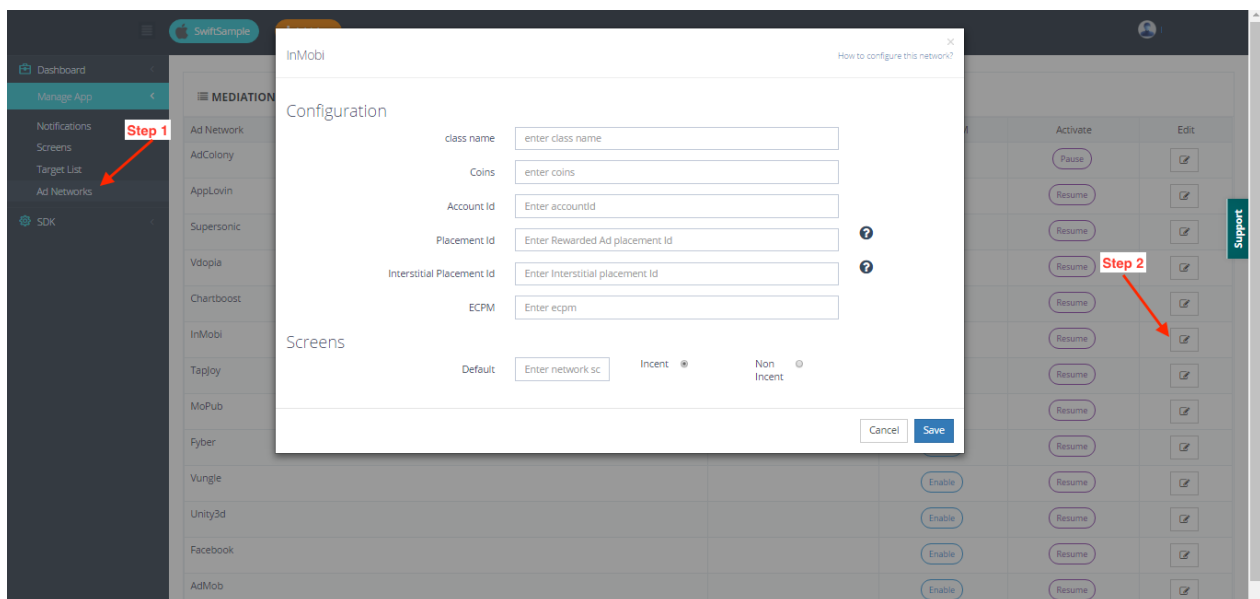 SwiftSample
InMobi
×
How to configure this network?
Dashboard
Manage App
Notifications
Screens
Target List
Ad Networks
SDK
Step 1
MEDIATION
Ad Network
Activate
Edit
AdColony
Pause
AppLovin
Resume
Supersonic
Resume
Vdopia
Resume
Chartboost
Resume
InMobi
Resume
TapJoy
Resume
MoPub
Resume
Fyber
Resume
Vungle
Enable
Resume
Unity3d
Enable
Resume
Facebook
Enable
Resume
AdMob
Enable
Resume
Configuration
class name
enter class name
Coins
enter coins
Account Id
Enter accountId
Placement Id
Enter Rewarded Ad placement Id
Interstitial Placement Id
Enter Interstitial placement Id
ECPM
Enter ecpm
Screens
Default
Enter network sc
Incent
Non
Incent
Cancel
Save
Step 2
Support